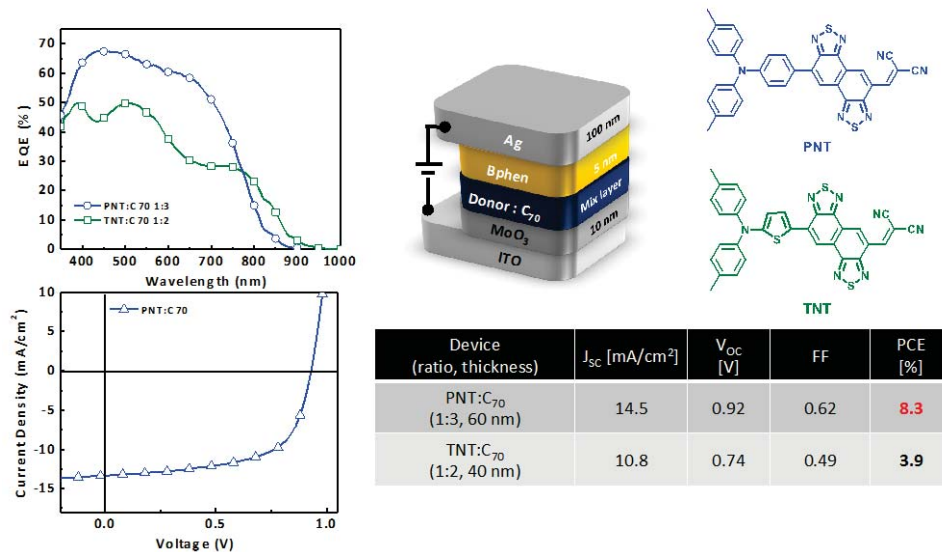 70
60
50
40
30
20
10
0
EQE (%)
PNT:C70 1:3
TNT:C70 1:2
400 500 600 700 800 900 1000
Wavelength (nm)
10
5
0
-5
-10
-15
Current Density (mA/cm²)
PNT:C70
0.0 0.5 1.0
Voltage (V)
Ag
100 nm
Bphen
5 nm
Donor : C₇₀
Mix layer
MoO₃
10 nm
ITO
N S N
NC
CN
N
N S N
PNT
N S N
NC
CN
N
S
N S N
TNT
Device
(ratio, thickness)
J_SC [mA/cm²]
V_OC
[V]
FF
PCE
[%]
PNT:C₇₀
(1:3, 60 nm)
14.5
0.92
0.62
8.3
TNT:C₇₀
(1:2, 40 nm)
10.8
0.74
0.49
3.9